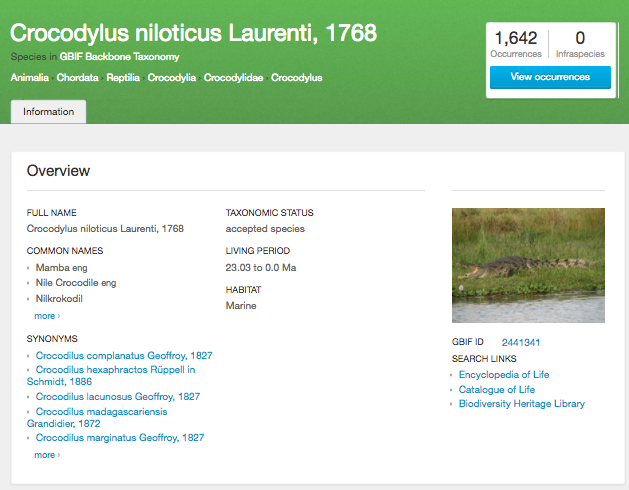 Crocodylus niloticus Laurenti, 1768
Species in GBIF Backbone Taxonomy
Animalia Chordata Reptilia Crocodylia Crocodylidae Crocodylus
1,642 0
Occurrences Infraspecies
View occurrences
Information
Overview
FULL NAME
Crocodylus niloticus Laurenti, 1768
COMMON NAMES
Mamba eng
Nile Crocodile eng
Nilkrokodil
more
SYNONYMS
Crocodilus complanatus Geoffroy, 1827
Crocodilus hexaphractos Rüppell in
Schmidt, 1886
Crocodilus lacunosus Geoffroy, 1827
Crocodilus madagascariensis
Grandidier, 1872
Crocodilus marginatus Geoffroy, 1827
more
TAXONOMIC STATUS
accepted species
LIVING PERIOD
23.03 to 0.0 Ma
HABITAT
Marine
GBIF ID 2441341
SEARCH LINKS
Encyclopedia of Life
Catalogue of Life
Biodiversity Heritage Library